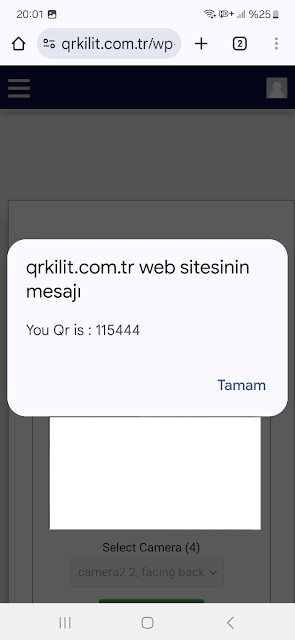 20:01 %25
qrkilit.com.tr/wp-
2
qrkilit.com.tr web sitesinin
mesajı
You Qr is : 115444
Tamam
Select Camera (4)
camera2 2, facing back